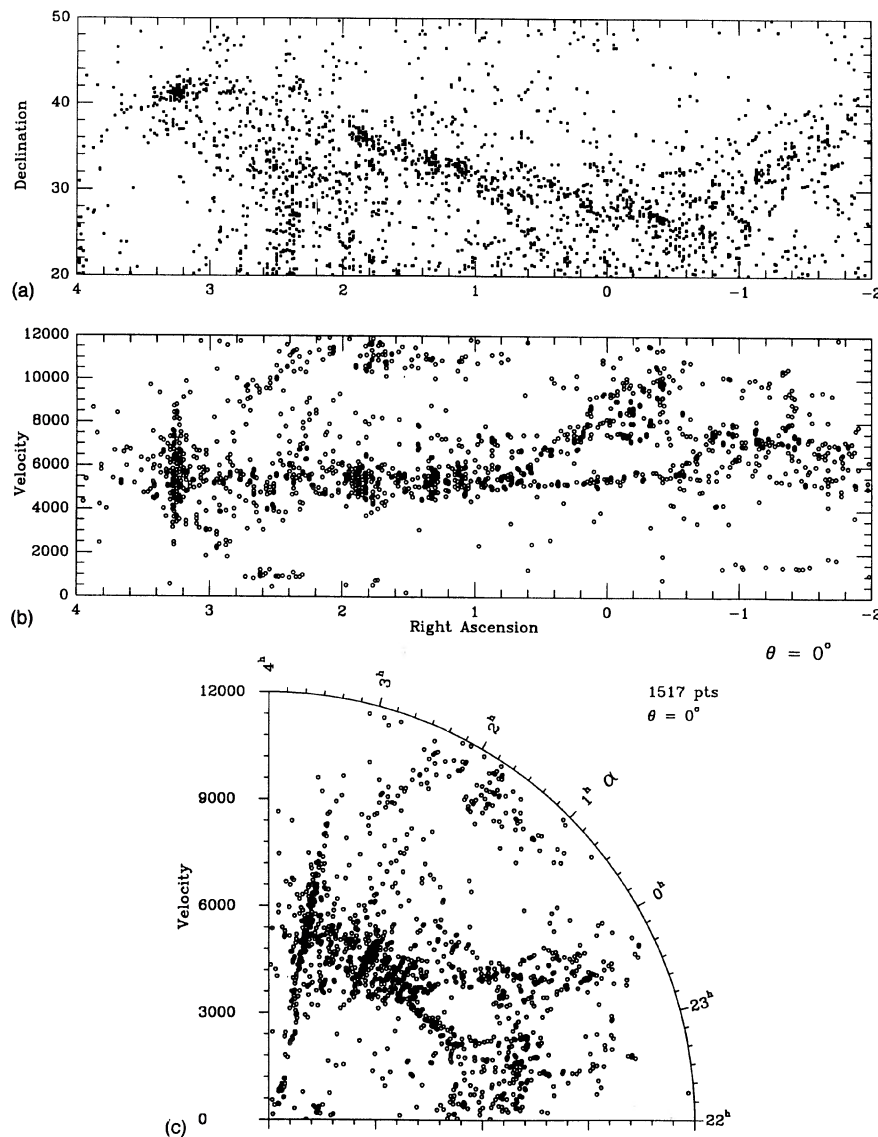 50
40
Declination
30
20
(a)
4 3 2 1 0 −1 −2
12000
10000
8000
Velocity
6000
4000
2000
0
(b)
4 3 2 1 0 −1 −2
Right Ascension
θ = 0°
4ʰ 3ʰ 2ʰ 1ʰ α 0ʰ 23ʰ 22ʰ
1517 pts
θ = 0°
12000
9000
Velocity
6000
3000
0
(c)